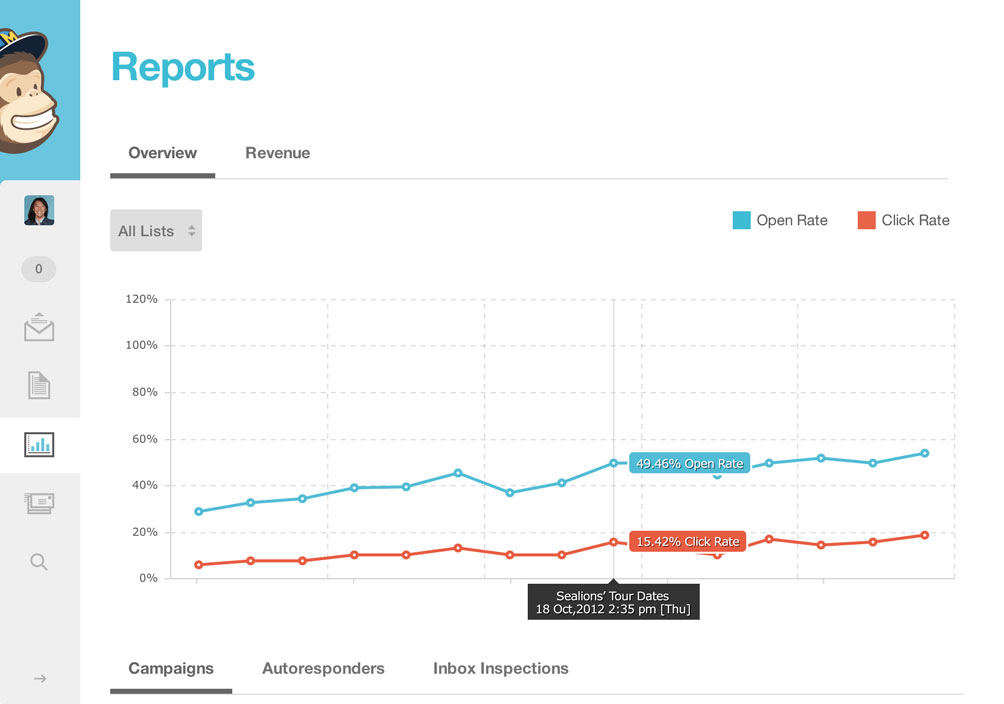 M
Reports
Overview
Revenue
All Lists
Open Rate
Click Rate
0
120%
100%
80%
60%
49.46% Open Rate
40%
20%
15.42% Click Rate
0%
Sealions’ Tour Dates
18 Oct,2012 2:35 pm [Thu]
Campaigns
Autoresponders
Inbox Inspections